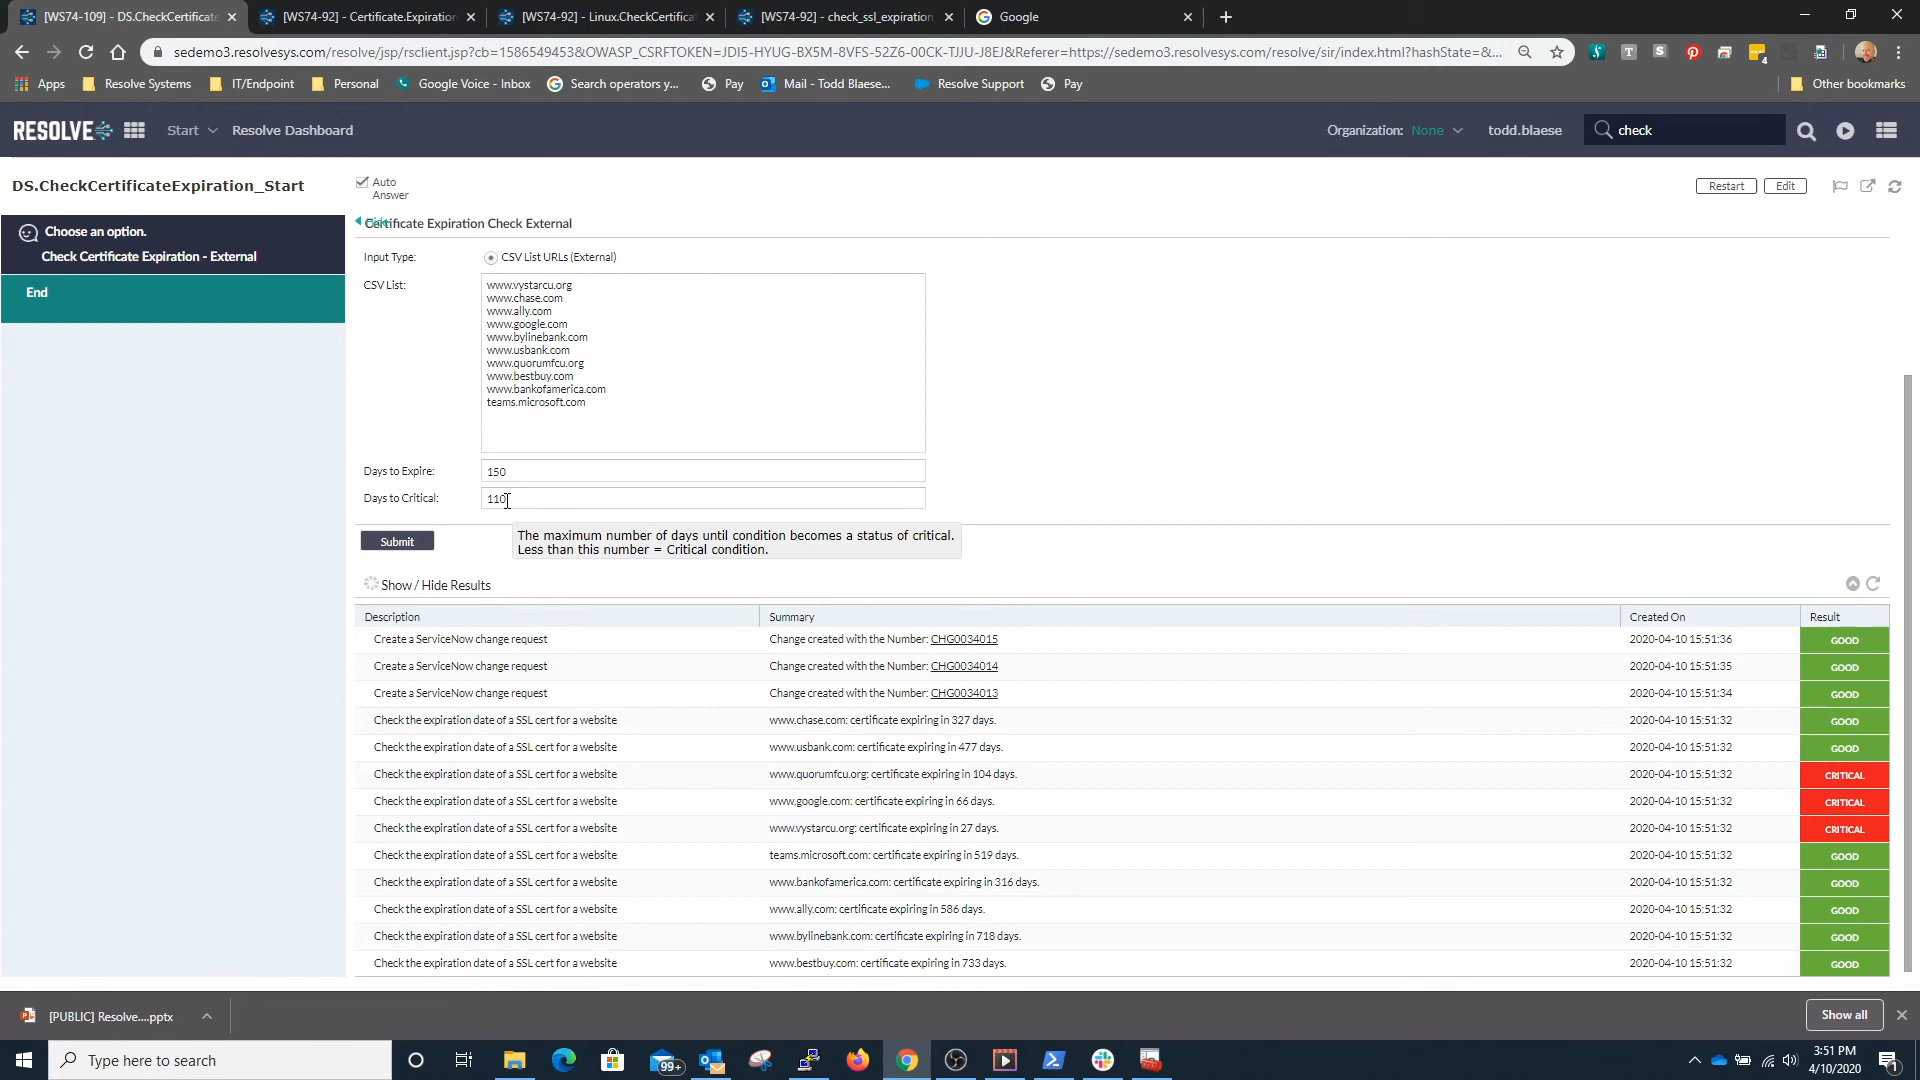 [WS74-109] - DS.CheckCertificate
[WS74-92] - Certificate.Expiration
[WS74-92] - Linux.CheckCertifica
[WS74-92] - check_ssl_expiration
Google
sedemo3.resolvesys.com/resolve/jsp/rsclient.jsp?cb=1586549453&OWASP_CSRFTOKEN=JDI5-HYUG-BX5M-8VFS-52Z6-00CK-TJJU-J8EJ&Referer=https://sedemo3.resolvesys.com/resolve/sir/index.html?hashState=&...
Apps
Resolve Systems
IT/Endpoint
Personal
Google Voice - Inbox
Search operators y...
Pay
Mail - Todd Blaese...
Resolve Support
Pay
Other bookmarks
RESOLVE
Start
Resolve Dashboard
Organization: None
todd.blaese
check
DS.CheckCertificateExpiration_Start
Auto
Answer
Restart
Edit
Choose an option.
Check Certificate Expiration - External
End
Certificate Expiration Check External
Input Type:
CSV List URLs (External)
CSV List:
www.vystarcu.org
www.chase.com
www.ally.com
www.google.com
www.bylinebank.com
www.usbank.com
www.quorumfcu.org
www.bestbuy.com
www.bankofamerica.com
teams.microsoft.com
Days to Expire:
150
Days to Critical:
110
Submit
The maximum number of days until condition becomes a status of critical.
Less than this number = Critical condition.
Show / Hide Results
Description Summary Created On Result
Create a ServiceNow change request Change created with the Number: CHG0034015 2020-04-10 15:51:36 GOOD
Create a ServiceNow change request Change created with the Number: CHG0034014 2020-04-10 15:51:35 GOOD
Create a ServiceNow change request Change created with the Number: CHG0034013 2020-04-10 15:51:34 GOOD
Check the expiration date of a SSL cert for a website www.chase.com: certificate expiring in 327 days. 2020-04-10 15:51:32 GOOD
Check the expiration date of a SSL cert for a website www.usbank.com: certificate expiring in 477 days. 2020-04-10 15:51:32 GOOD
Check the expiration date of a SSL cert for a website www.quorumfcu.org: certificate expiring in 104 days. 2020-04-10 15:51:32 CRITICAL
Check the expiration date of a SSL cert for a website www.google.com: certificate expiring in 66 days. 2020-04-10 15:51:32 CRITICAL
Check the expiration date of a SSL cert for a website www.vystarcu.org: certificate expiring in 27 days. 2020-04-10 15:51:32 CRITICAL
Check the expiration date of a SSL cert for a website teams.microsoft.com: certificate expiring in 519 days. 2020-04-10 15:51:32 GOOD
Check the expiration date of a SSL cert for a website www.bankofamerica.com: certificate expiring in 316 days. 2020-04-10 15:51:32 GOOD
Check the expiration date of a SSL cert for a website www.ally.com: certificate expiring in 586 days. 2020-04-10 15:51:32 GOOD
Check the expiration date of a SSL cert for a website www.bylinebank.com: certificate expiring in 718 days. 2020-04-10 15:51:32 GOOD
Check the expiration date of a SSL cert for a website www.bestbuy.com: certificate expiring in 733 days. 2020-04-10 15:51:32 GOOD
[PUBLIC] Resolve....pptx
Show all
Type here to search
99+
3:51 PM
4/10/2020
1